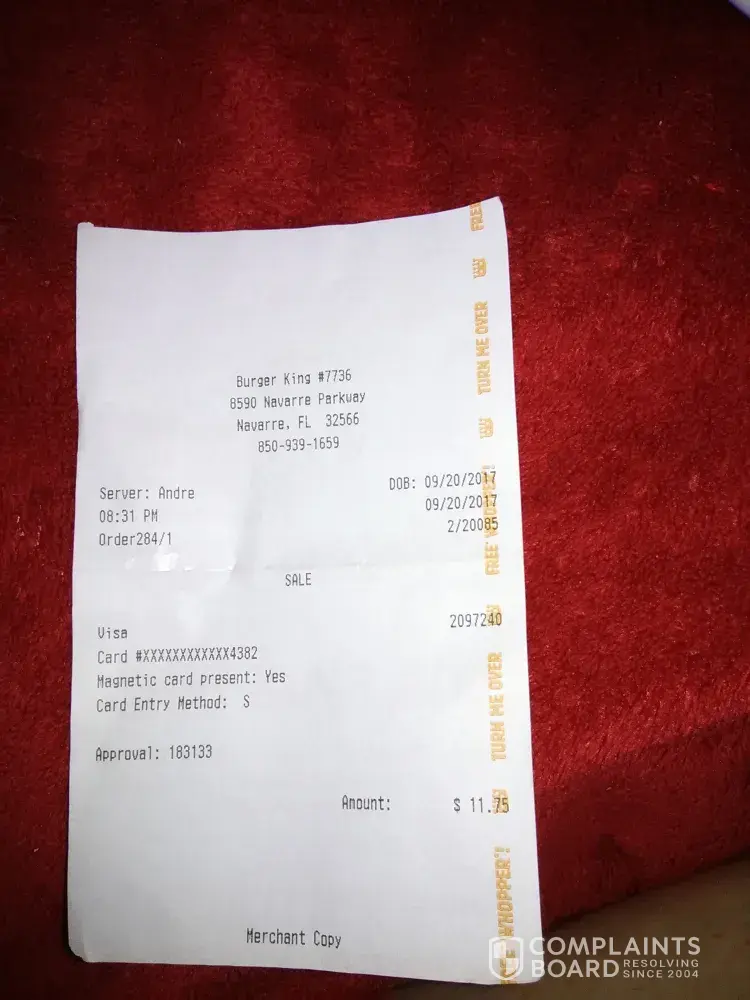 Burger King #7736
8590 Navarre Parkway
Navarre, FL 32566
850-939-1659
Server: Andre
DOB: 09/20/2017
08:31 PM
09/20/2017
Order284/1
2/20085
SALE
Visa
2097240
Card #XXXXXXXXXXXX4382
Magnetic card present: Yes
Card Entry Method: S
Approval: 183133
Amount: $ 11.75
Merchant Copy
FREE
TURN ME OVER
FREE
TURN ME OVER
WHOPPER!
COMPLAINTS
BOARD RESOLVING
SINCE 2004